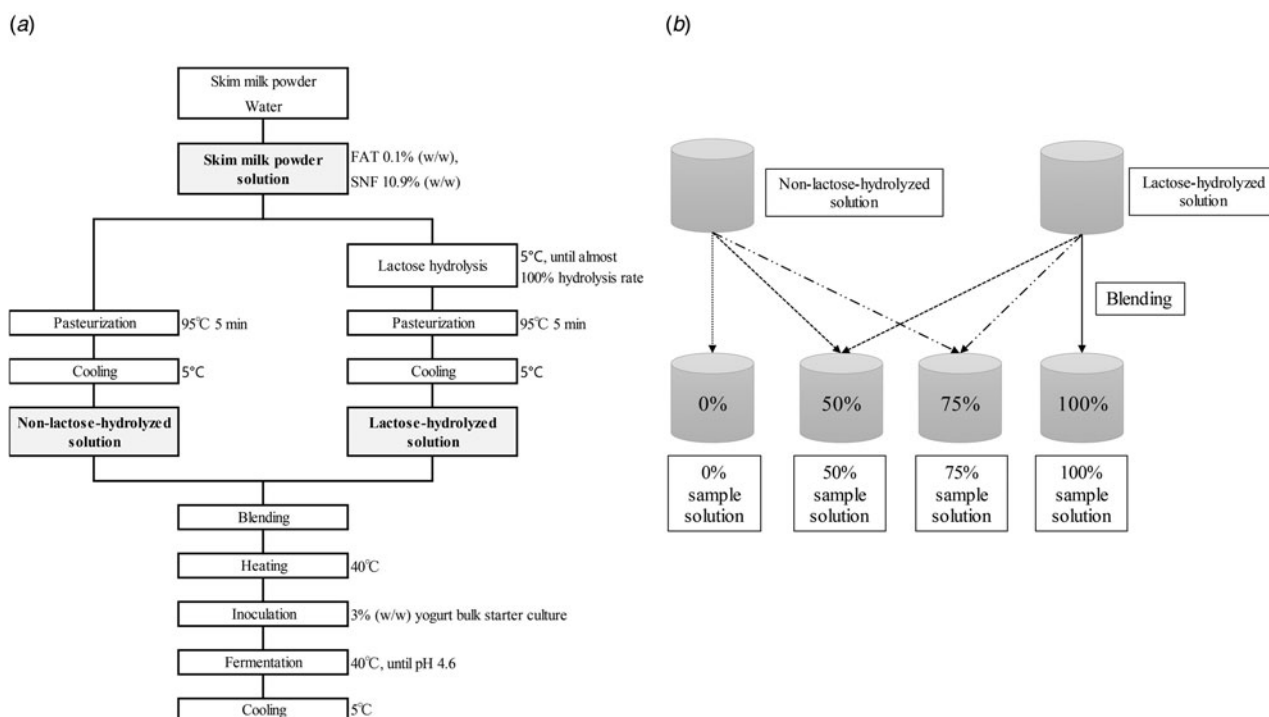 (a)
Skim milk powder
Water
Skim milk powder
solution
FAT 0.1% (w/w),
SNF 10.9% (w/w)
Lactose hydrolysis
5℃, until almost
100% hydrolysis rate
Pasteurization
95℃ 5 min
Pasteurization
95℃ 5 min
Cooling
5℃
Cooling
5℃
Non-lactose-hydrolyzed
solution
Lactose-hydrolyzed
solution
Blending
Heating
40℃
Inoculation
3% (w/w) yogurt bulk starter culture
Fermentation
40℃, until pH 4.6
Cooling
5℃
(b)
Non-lactose-hydrolyzed
solution
Lactose-hydrolyzed
solution
Blending
0%
50%
75%
100%
0%
sample
solution
50%
sample
solution
75%
sample
solution
100%
sample
solution